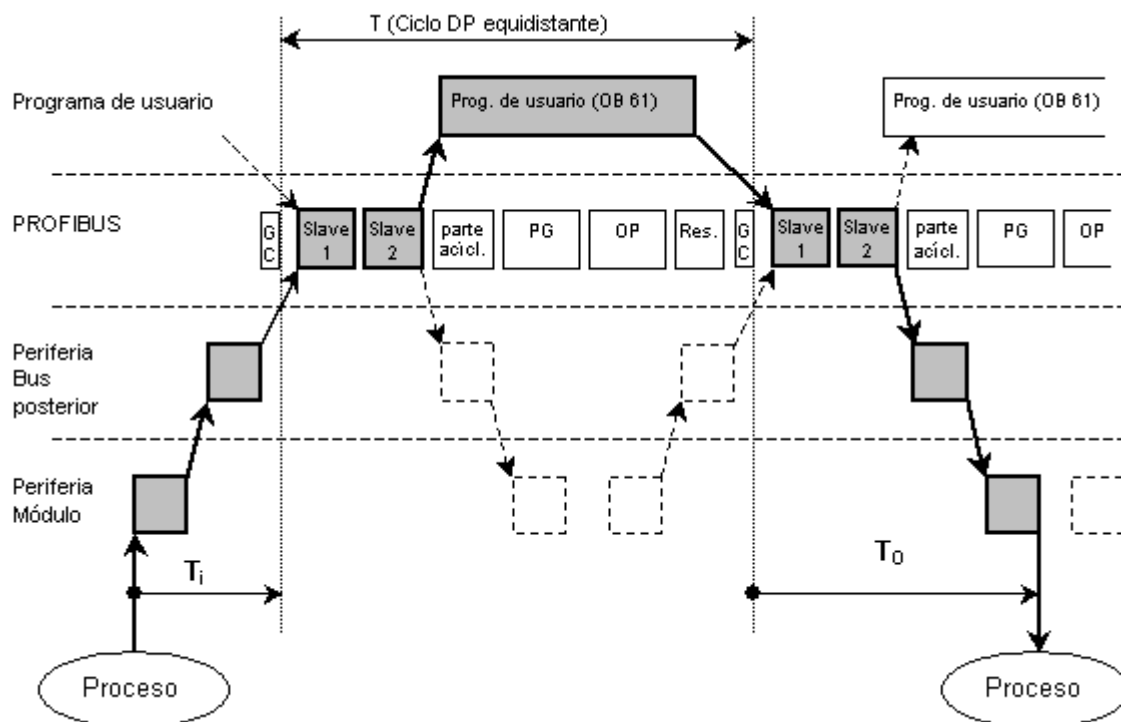 T (Ciclo DP equidistante)
Programa de usuario
Prog. de usuario (OB 61)
Prog. de usuario (OB 61)
PROFIBUS
G C
Slave 1
Slave 2
parte acicl.
PG
OP
Res.
G C
Slave 1
Slave 2
parte acícl.
PG
OP
Periferia
Bus
posterior
Periferia
Módulo
Ti
To
Proceso
Proceso